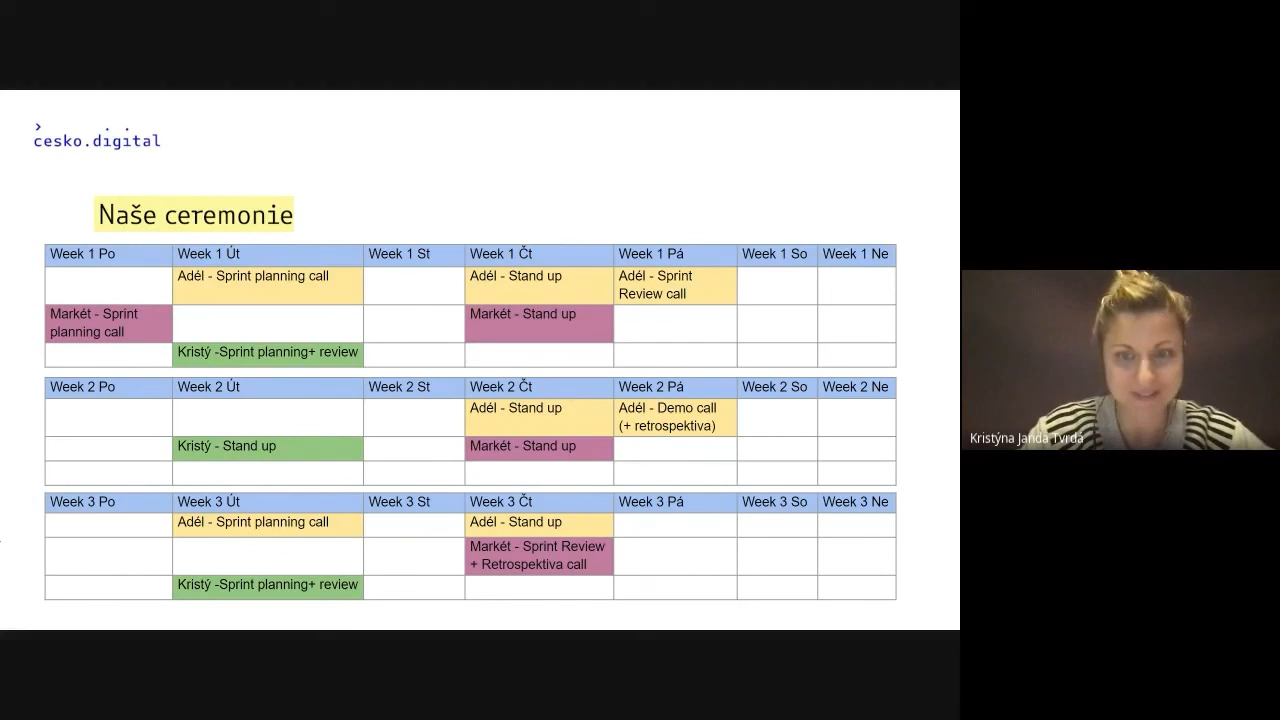 cesko.digital
Naše ceremonie
Week 1 Po Week 1 Út Week 1 St Week 1 Čt Week 1 Pá Week 1 So Week 1 Ne
Adél - Sprint planning call Adél - Stand up Adél - Sprint
Review call
Markét - Sprint Markét - Stand up
planning call
Kristý -Sprint planning+ review
Week 2 Po Week 2 Út Week 2 St Week 2 Čt Week 2 Pá Week 2 So Week 2 Ne
Adél - Stand up Adél - Demo call
(+ retrospektiva)
Kristý - Stand up Markét - Stand up
Week 3 Po Week 3 Út Week 3 St Week 3 Čt Week 3 Pá Week 3 So Week 3 Ne
Adél - Sprint planning call Adél - Stand up
Markét - Sprint Review
+ Retrospektiva call
Kristý -Sprint planning+ review
Kristýna Janda Tvrdá